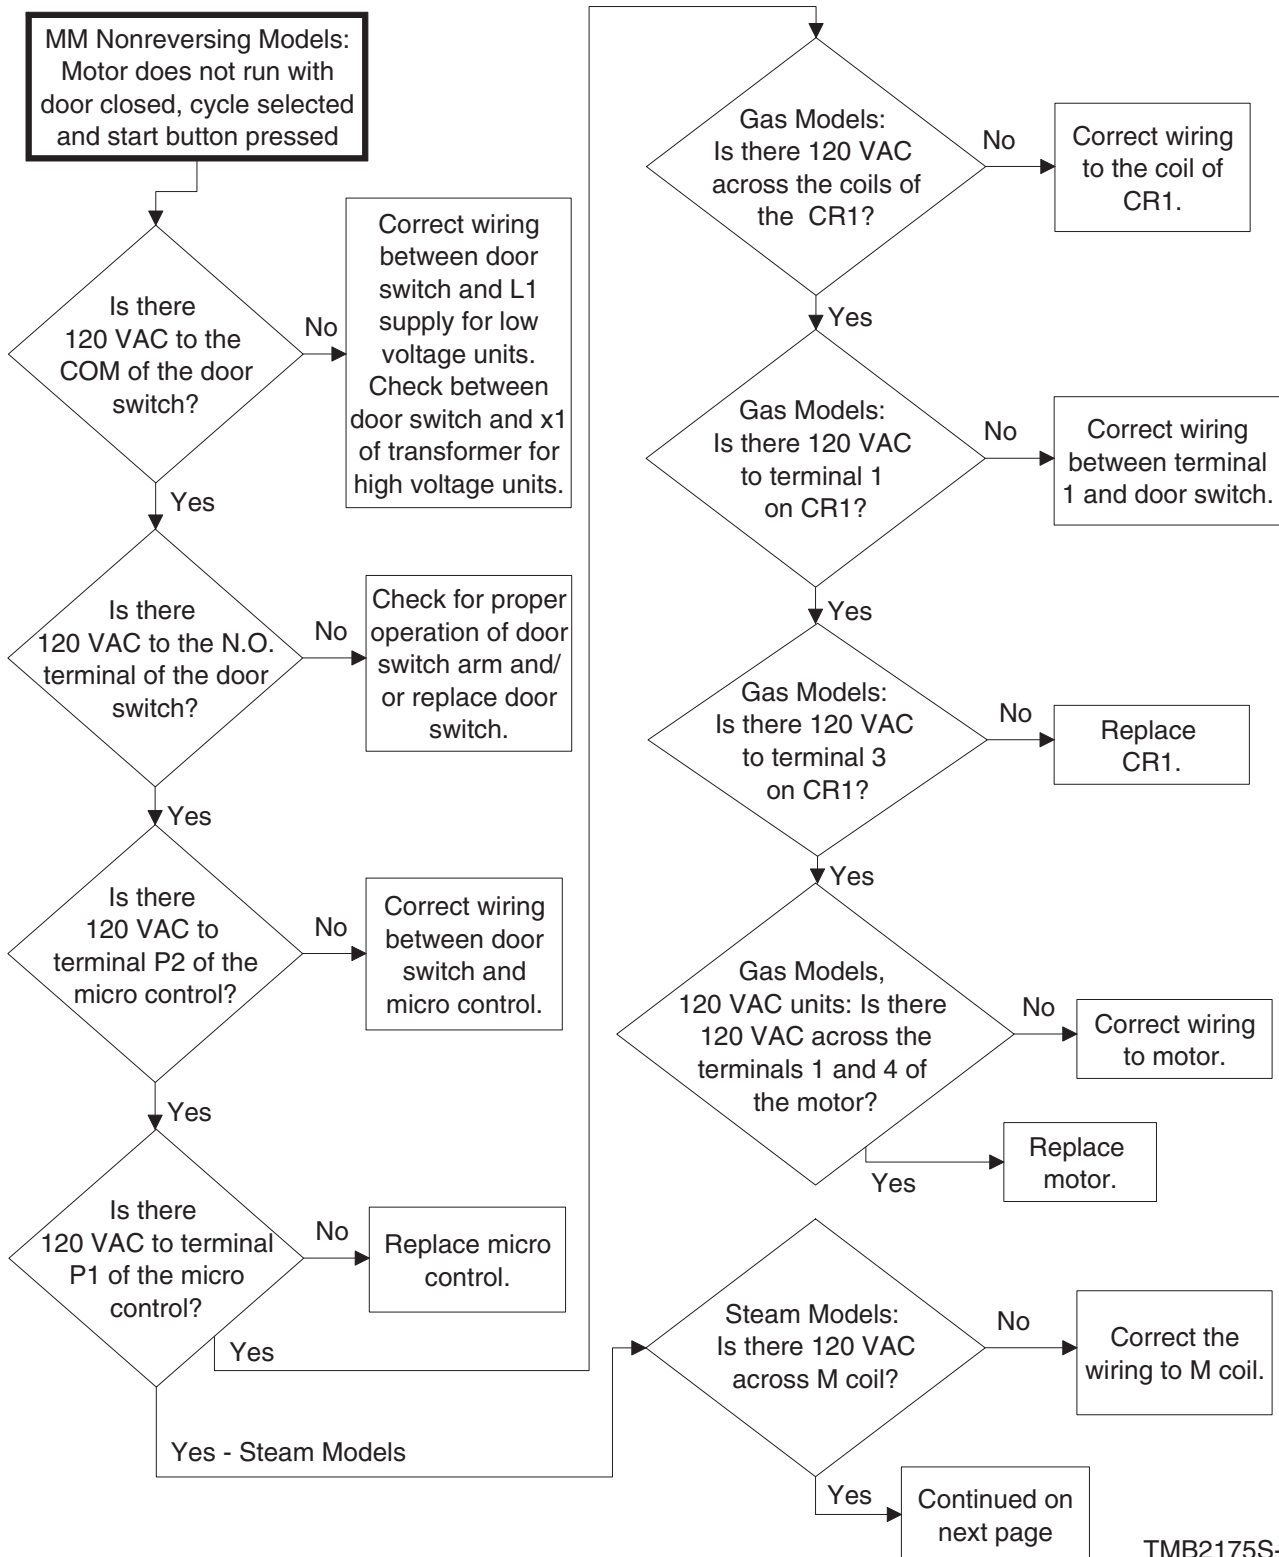 MM Nonreversing Models:
Motor does not run with
door closed, cycle selected
and start button pressed
Is there
120 VAC to the
COM of the door
switch?
No
Correct wiring
between door
switch and L1
supply for low
voltage units.
Check between
door switch and x1
of transformer for
high voltage units.
Yes
Is there
120 VAC to the N.O.
terminal of the door
switch?
No
Check for proper
operation of door
switch arm and/
or replace door
switch.
Yes
Is there
120 VAC to
terminal P2 of the
micro control?
No
Correct wiring
between door
switch and
micro control.
Yes
Is there
120 VAC to terminal
P1 of the micro
control?
No
Replace micro
control.
Yes
Yes - Steam Models
Gas Models:
Is there 120 VAC
across the coils of
the CR1?
No
Correct wiring
to the coil of
CR1.
Yes
Gas Models:
Is there 120 VAC
to terminal 1
on CR1?
No
Correct wiring
between terminal
1 and door switch.
Yes
Gas Models:
Is there 120 VAC
to terminal 3
on CR1?
No
Replace
CR1.
Yes
Gas Models,
120 VAC units: Is there
120 VAC across the
terminals 1 and 4 of
the motor?
No
Correct wiring
to motor.
Yes
Replace
motor.
Steam Models:
Is there 120 VAC
across M coil?
No
Correct the
wiring to M coil.
Yes
Continued on
next page
TMB2175S-